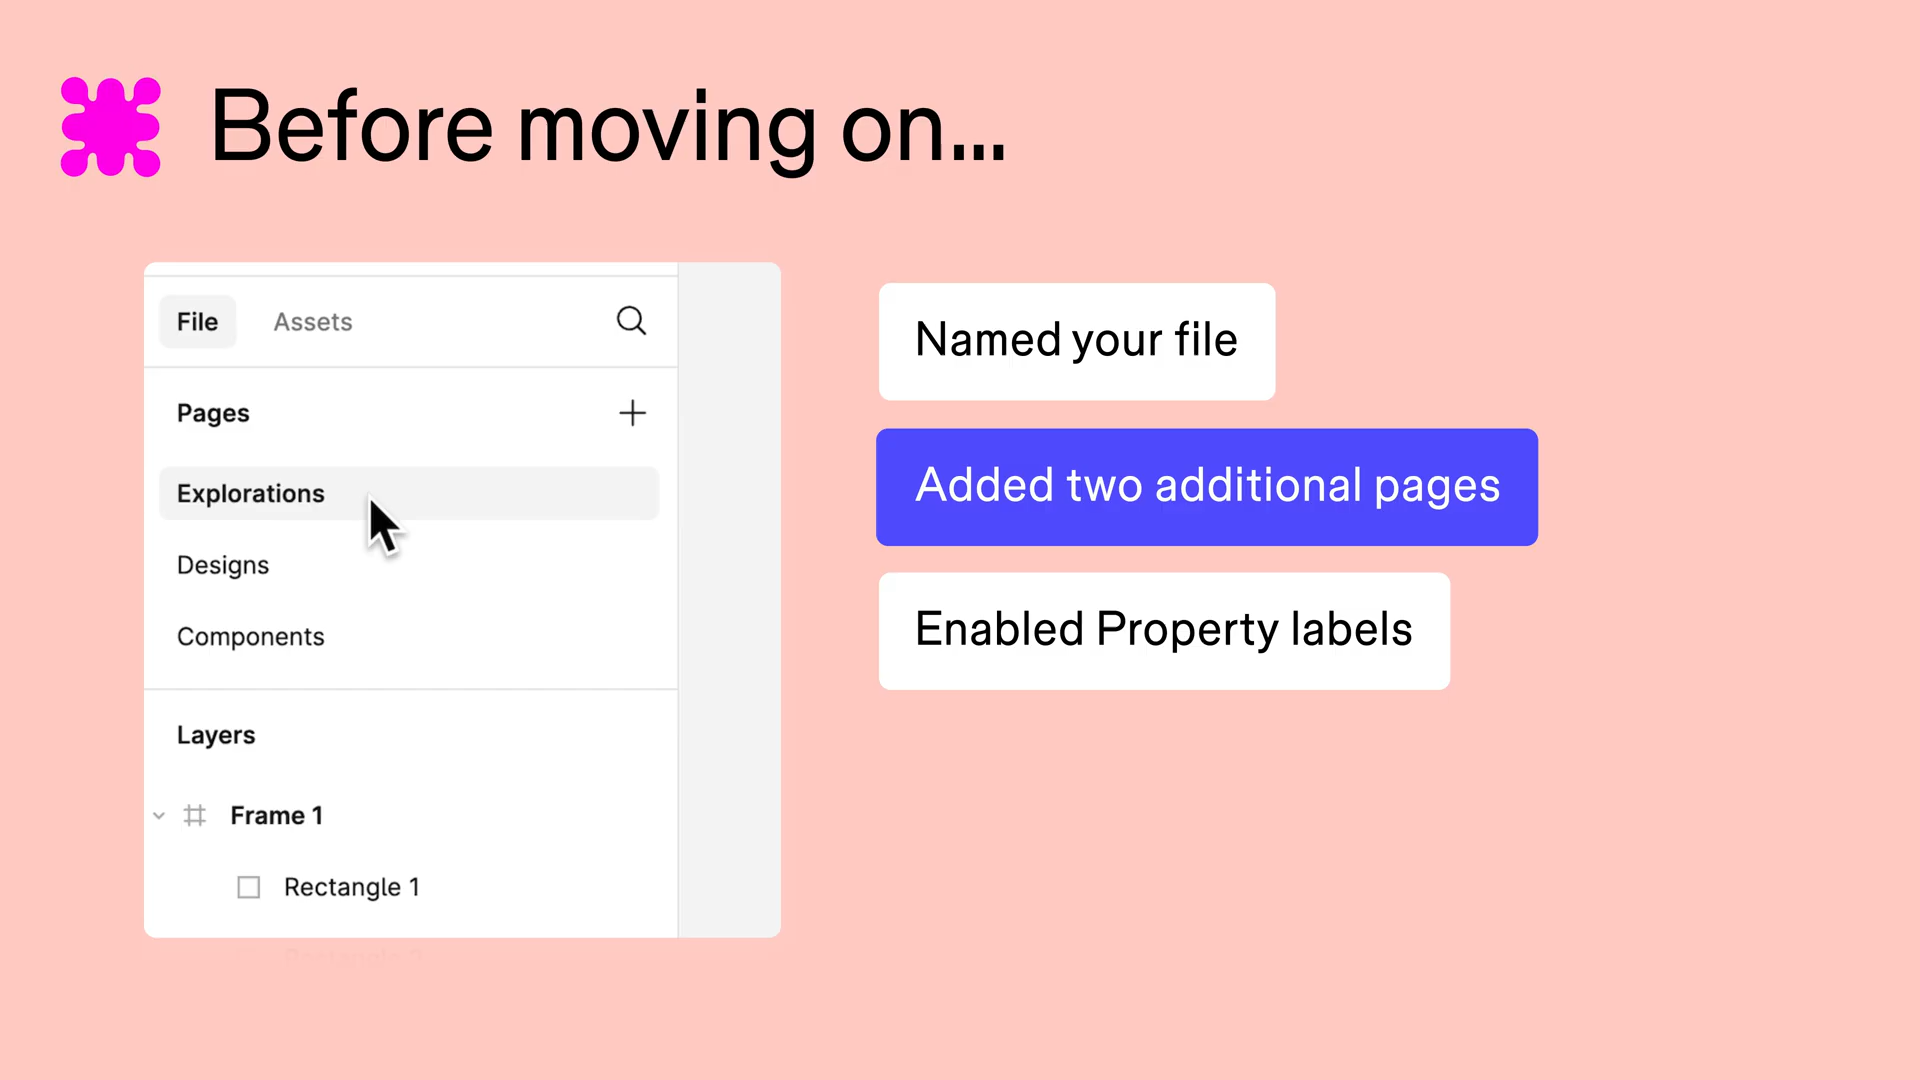 Before moving on...
File
Assets
Pages
Explorations
Designs
Components
Layers
Frame 1
Rectangle 1
Named your file
Added two additional pages
Enabled Property labels